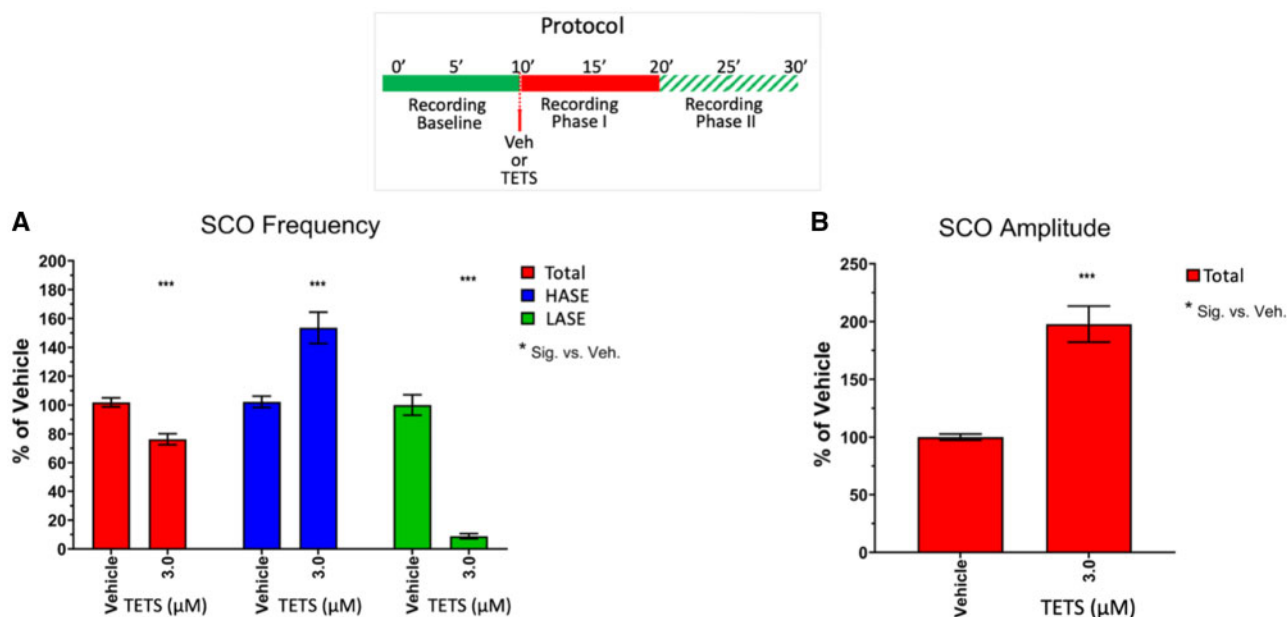 Protocol
0’ 5’ 10’ 15’ 20’ 25’ 30’
Recording Baseline
Recording Phase I
Recording Phase II
Veh
or
TETS
A
SCO Frequency
200
180
160
140
120
100
80
60
40
20
0
% of Vehicle
*** *** ***
Total
HASE
LASE
* Sig. vs. Veh.
Vehicle 3.0 Vehicle 3.0 Vehicle 3.0
TETS (µM) TETS (µM) TETS (µM)
B
SCO Amplitude
250
200
150
100
50
0
% of Vehicle
***
Total
* Sig. vs. Veh.
Vehicle 3.0
TETS (µM)